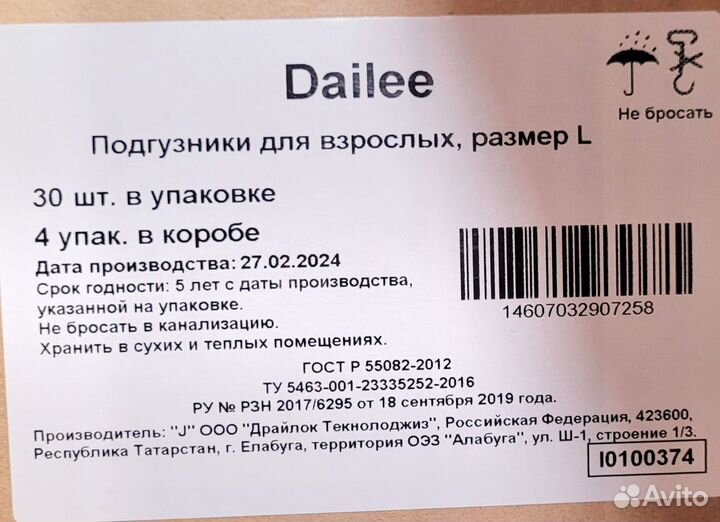 Dailee
Не бросать
Подгузники для взрослых, размер L
30 шт. в упаковке
4 упак. в коробе
Дата производства: 27.02.2024
Срок годности: 5 лет с даты производства,
указанной на упаковке.
Не бросать в канализацию.
Хранить в сухих и теплых помещениях.
14607032907258
ГОСТ Р 55082-2012
ТУ 5463-001-23335252-2016
РУ № РЗН 2017/6295 от 18 сентября 2019 года.
Производитель: "J" ООО "Драйлок Текнолоджиз", Российская Федерация, 423600,
Республика Татарстан, г. Елабуга, территория ОЭЗ "Алабуга", ул. Ш-1, строение 1/3.
I0100374
Avito